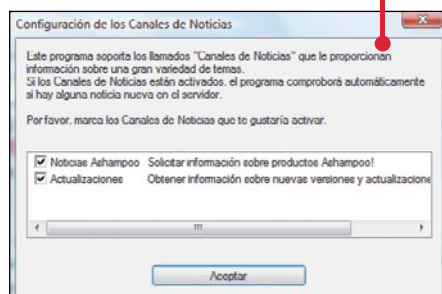 Configuración de los Canales de Noticias
Este programa soporta los llamados "Canales de Noticias" que le proporcionan
información sobre una gran variedad de temas.
Si los Canales de Noticias están activados, el programa comprobará automáticamente
si hay alguna noticia nueva en el servidor.
Por favor, marca los Canales de Noticias que te gustaría activar.
Noticias Ashampoo Solicitar información sobre productos Ashampoo!
Actualizaciones Obtener información sobre nuevas versiones y actualizacione
Aceptar